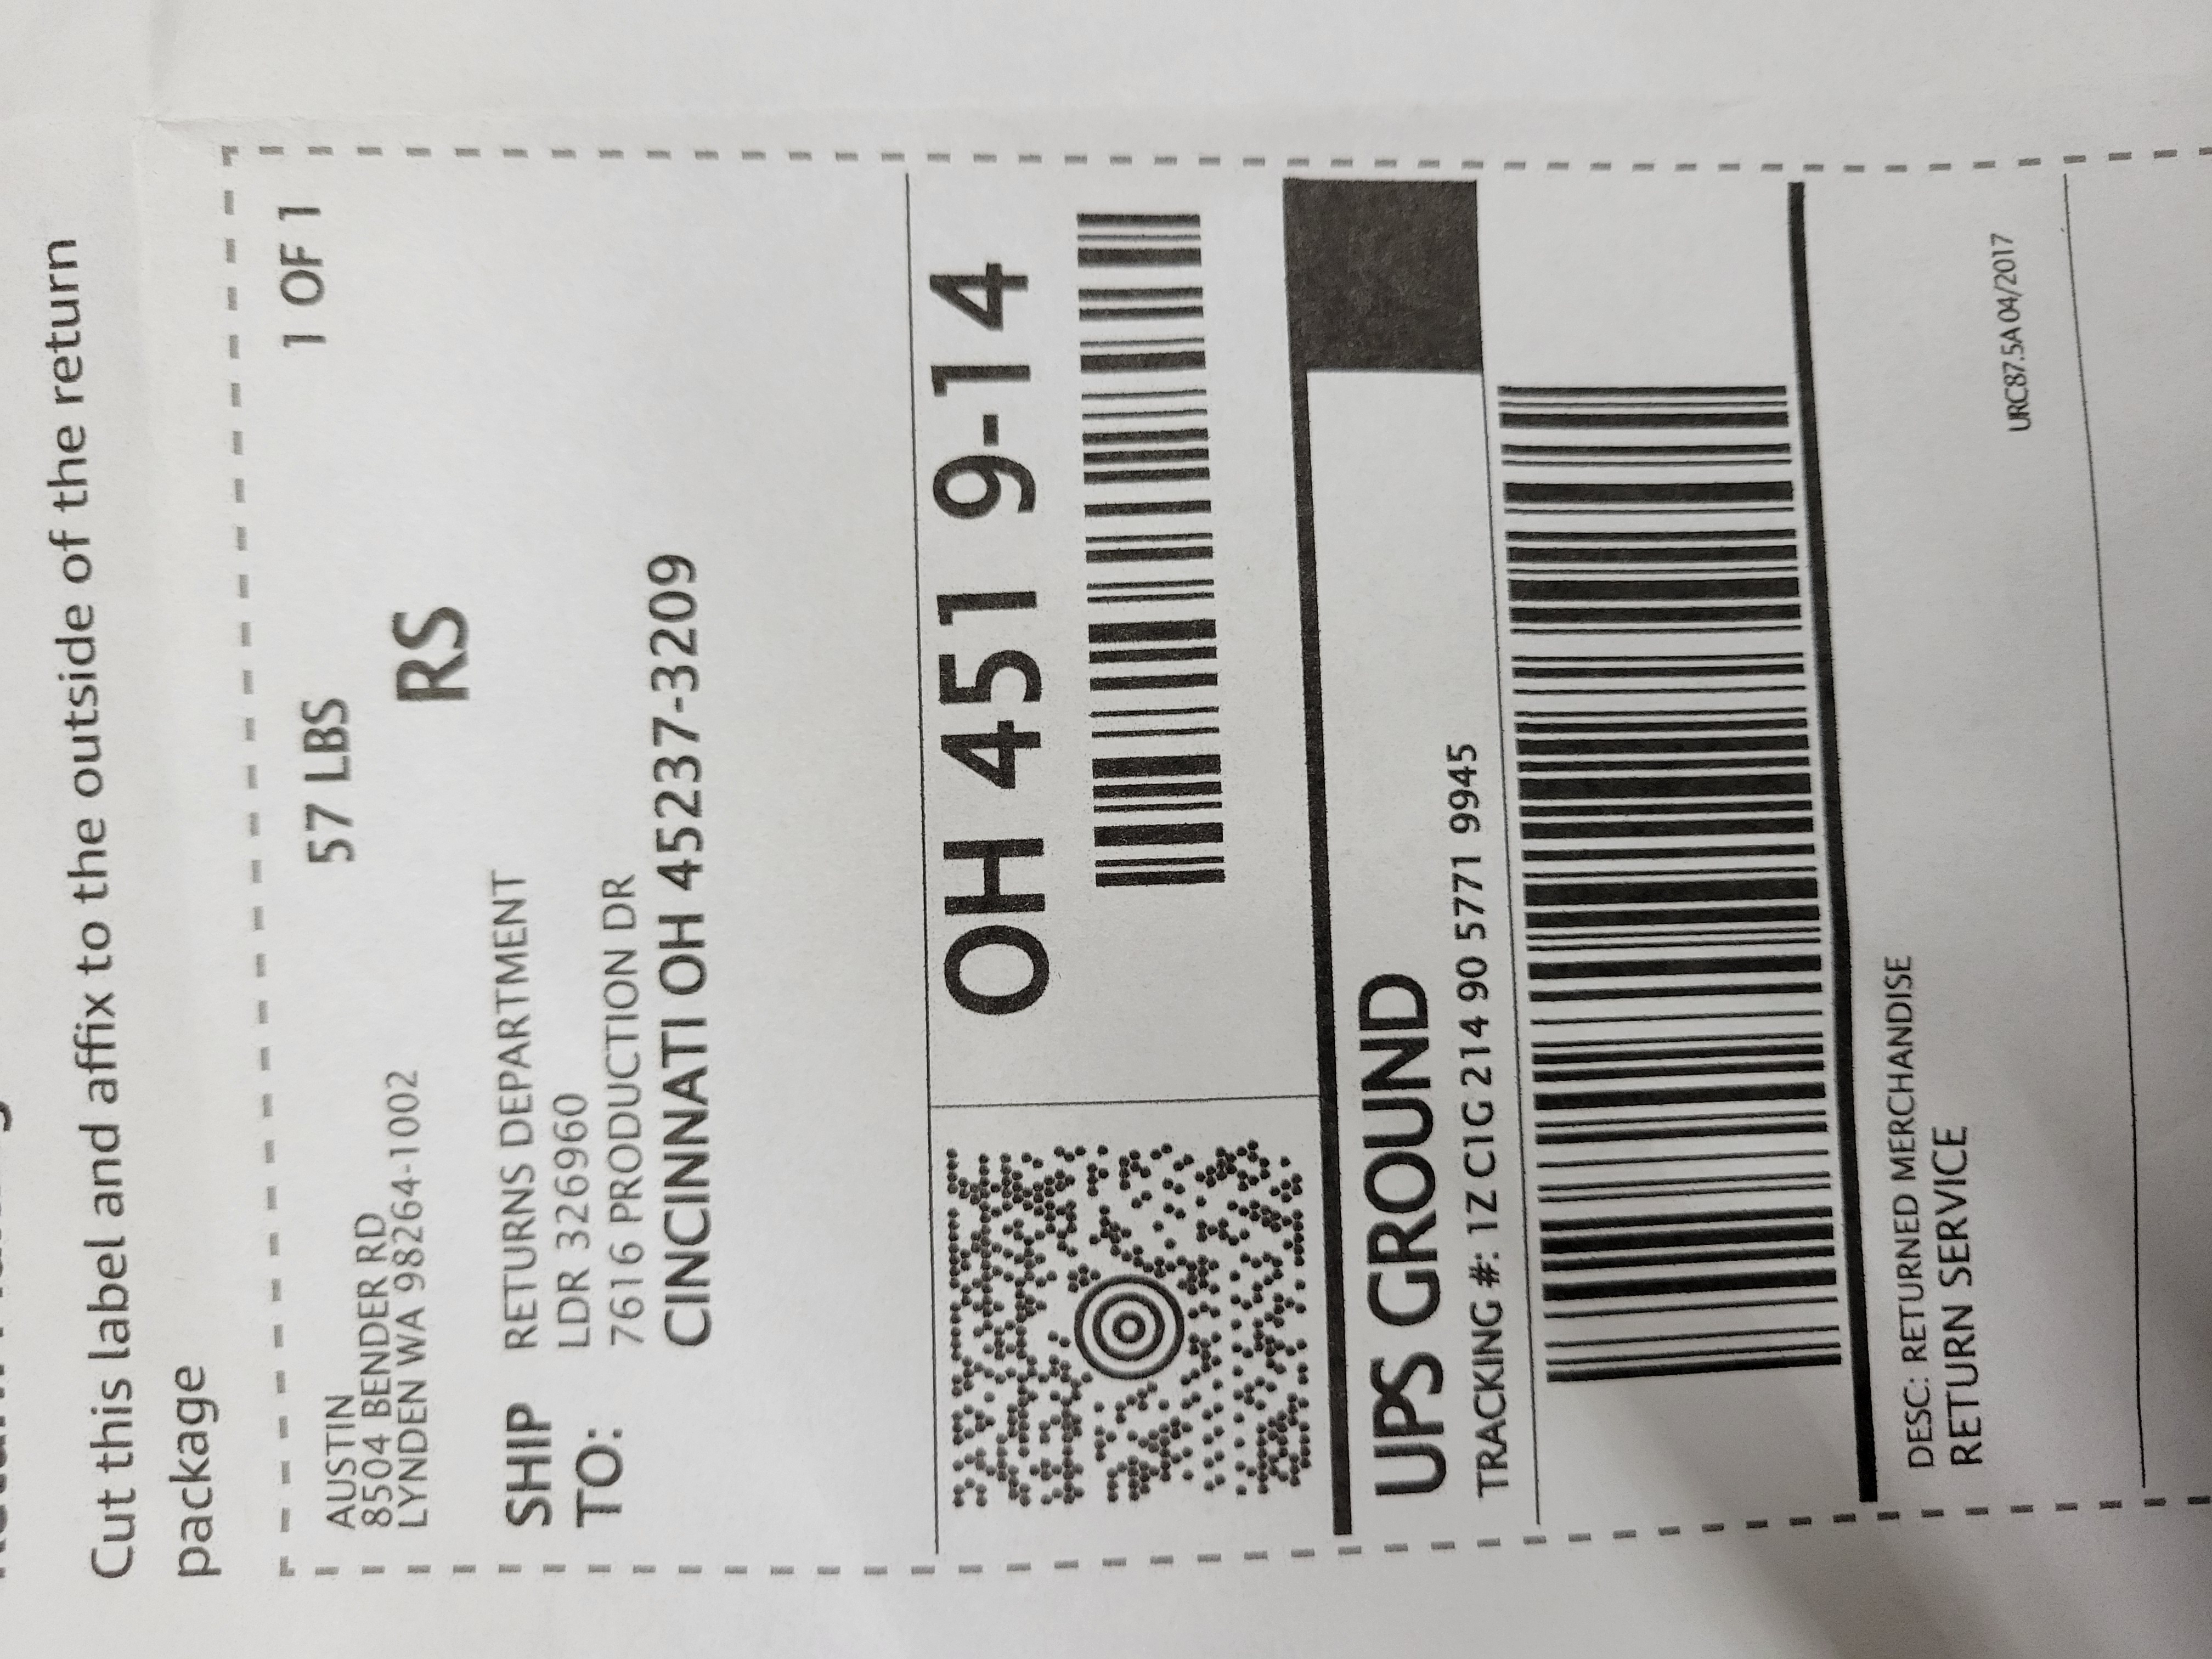 Cut this label and affix to the outside of the return
package
AUSTIN
8504 BENDER RD
LYNDEN WA 98264-1002
57 LBS
1 OF 1
RS
SHIP TO:
RETURNS DEPARTMENT
LDR 326960
7616 PRODUCTION DR
CINCINNATI OH 45237-3209
OH 451 9-14
UPS GROUND
TRACKING #: 1Z C1G 214 90 5771 9945
DESC: RETURNED MERCHANDISE
RETURN SERVICE
URC87.5A 04/2017